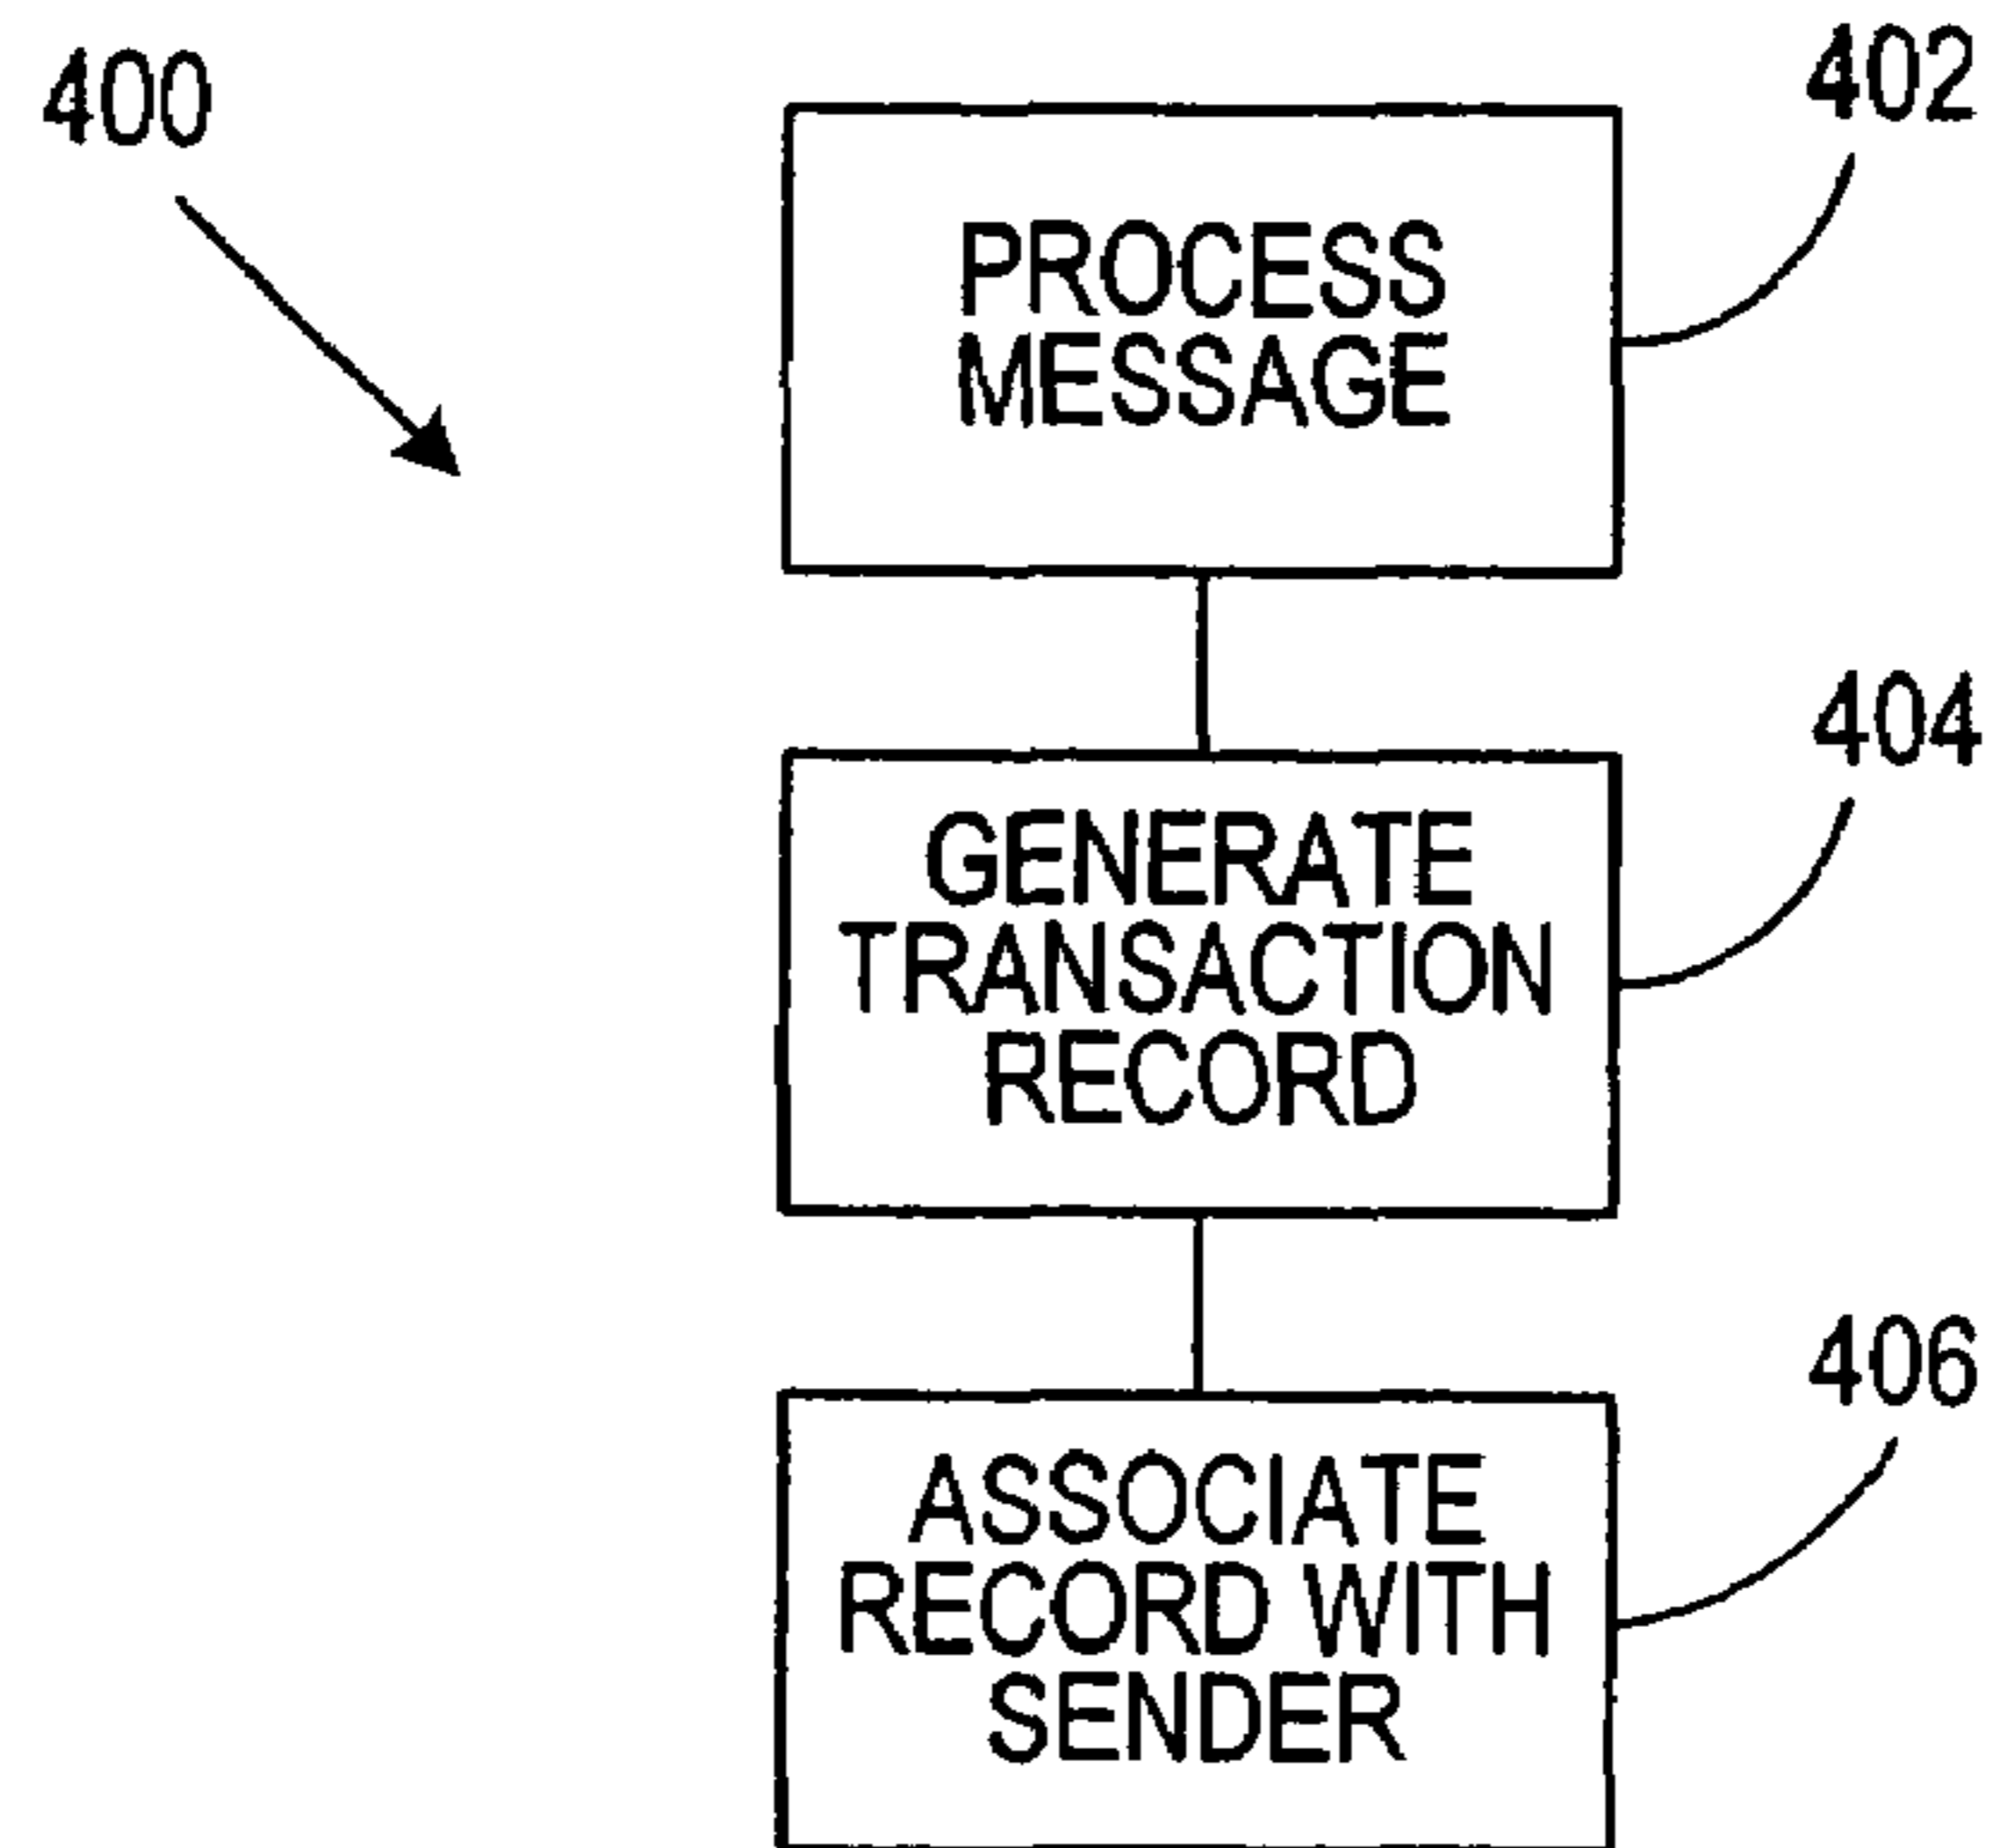 400
402
PROCESS
MESSAGE
404
GENERATE
TRANSACTION
RECORD
406
ASSOCIATE
RECORD WITH
SENDER